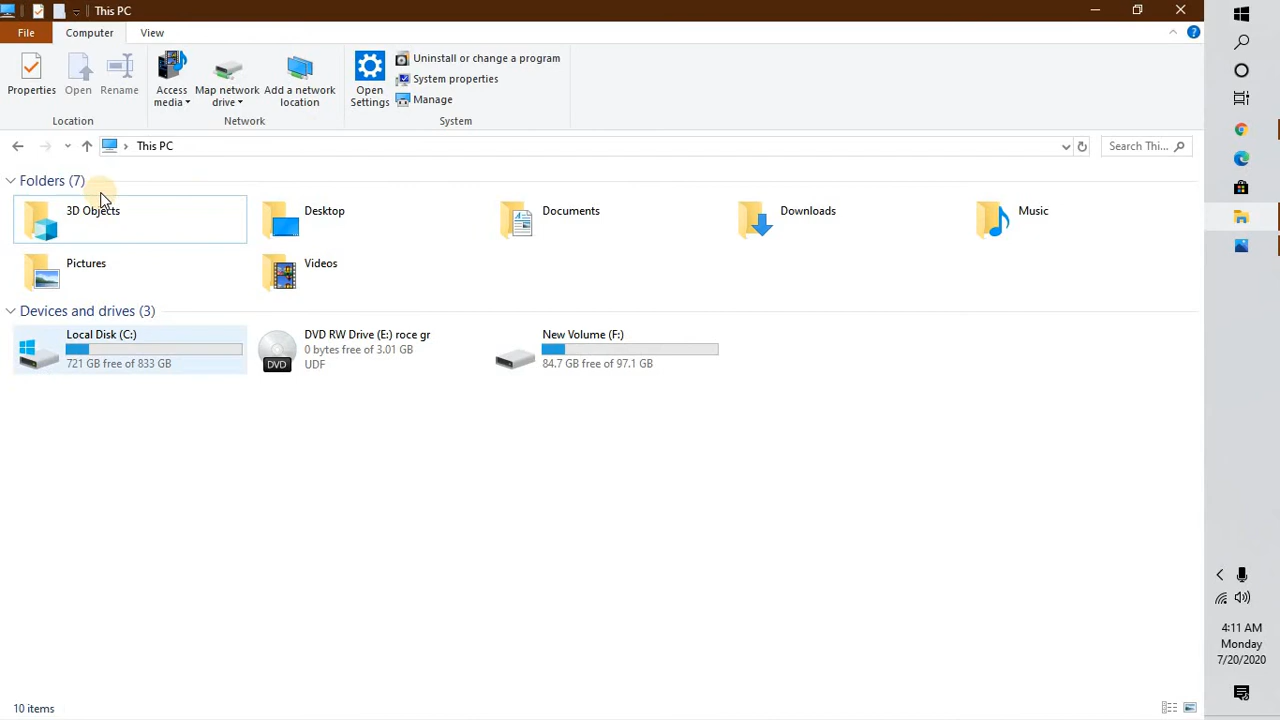 This PC
File Computer View
Properties Open Rename Access media Map network drive Add a network location Open Settings Uninstall or change a program
System properties
Manage
Location Network System
This PC Search Thi...
Folders (7)
3D Objects Desktop Documents Downloads Music
Pictures Videos
Devices and drives (3)
Local Disk (C:) DVD RW Drive (E:) roce gr New Volume (F:)
721 GB free of 833 GB 0 bytes free of 3.01 GB 84.7 GB free of 97.1 GB
DVD UDF
4:11 AM
Monday
7/20/2020
10 items